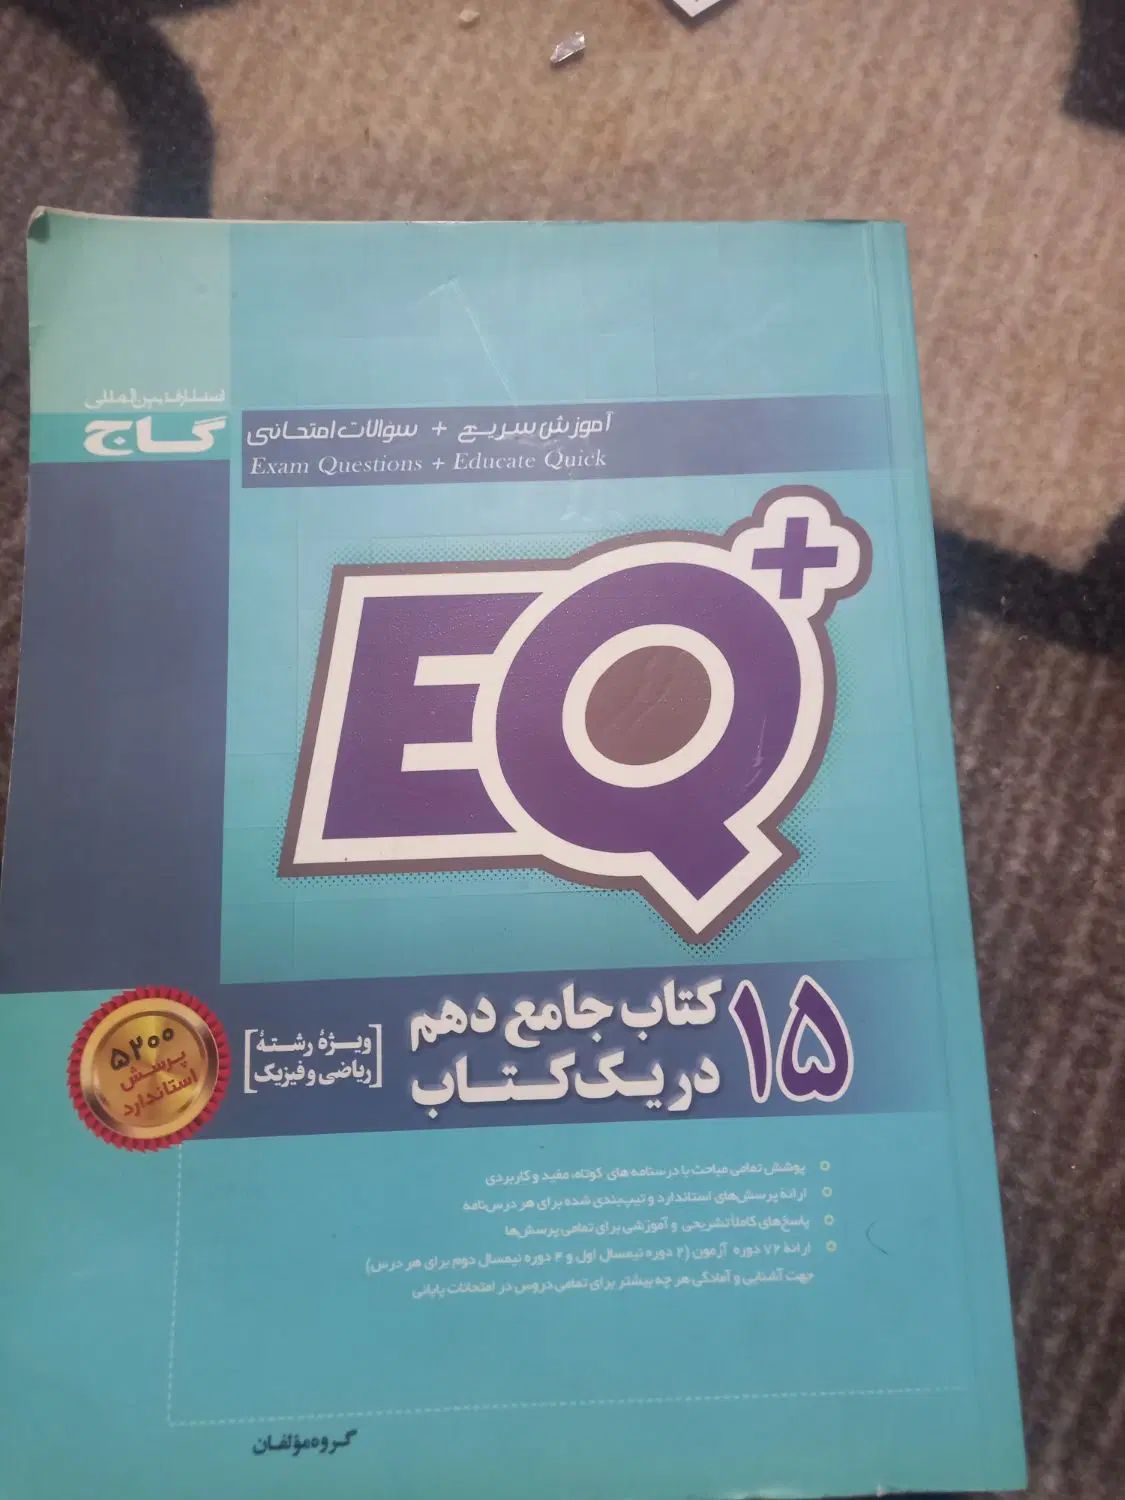 انتشارات بین‌المللی
گاج
آموزش سریع + سوالات امتحانی
Exam Questions + Educate Quick
EQ+
۱۵
کتاب جامع دهم
در یک کتاب
[ویژۀ رشتۀ
ریاضی و فیزیک]
۵۲۰۰
پرسش
استاندارد
پوشش تمامی مباحث با درسنامه های کوتاه، مفید و کاربردی
ارائۀ پرسش‌های استاندارد و تیپ‌بندی شده برای هر درس‌نامه
پاسخ‌های کاملاً تشریحی و آموزشی برای تمامی پرسش‌ها
ارائۀ ۷۲ دوره آزمون (۲ دوره نیمسال اول و ۴ دوره نیمسال دوم برای هر درس)
جهت آشنایی و آمادگی هر چه بیشتر برای تمامی دروس در امتحانات پایانی
گروه مؤلفان